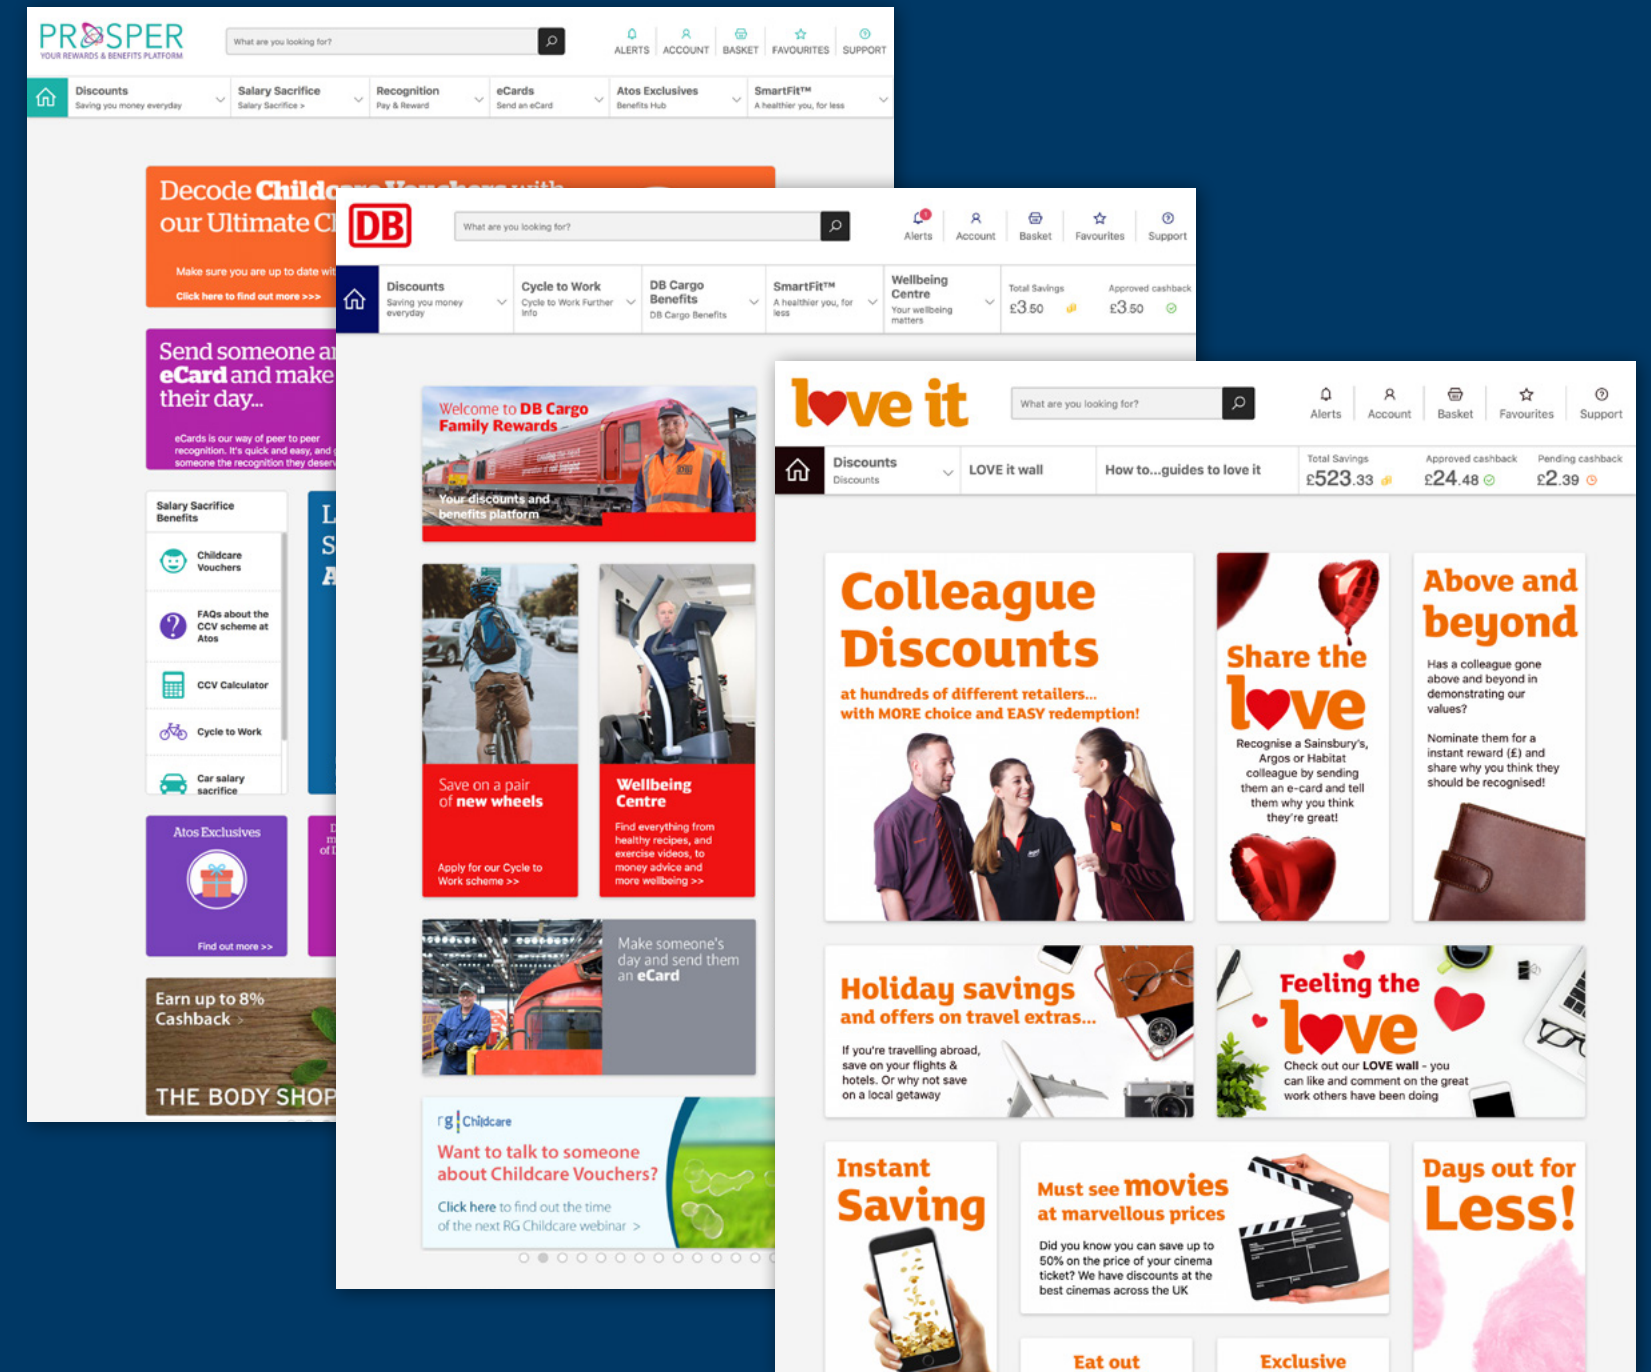 PROSPER
YOUR REWARDS & BENEFITS PLATFORM
What are you looking for?
ALERTS
ACCOUNT
BASKET
FAVOURITES
SUPPORT
Discounts
Saving you money everyday
Salary Sacrifice
Salary Sacrifice >
Recognition
Pay & Reward
eCards
Send an eCard
Atos Exclusives
Benefits Hub
SmartFit™
A healthier you, for less
Decode Childcare Vouchers with
our Ultimate
Make sure you are up to date
Click here to find out more >>>
Send someone
eCard and make
their day...
eCards is our way of peer to peer
recognition. It's quick and easy, and
someone the recognition they
Salary Sacrifice
Benefits
Childcare
Vouchers
FAQs about the
CCV scheme at
Atos
CCV Calculator
Cycle to Work
Car salary
sacrifice
Atos Exclusives
Find out more >>
Earn up to 8%
Cashback >
THE BODY SHOP
DB
What are you looking for?
1
Alerts
Account
Basket
Favourites
Support
Discounts
Saving you money
everyday
Cycle to Work
Cycle to Work Further
Info
DB Cargo
Benefits
DB Cargo Benefits
SmartFit™
A healthier you, for
less
Wellbeing
Centre
Your wellbeing
matters
Total Savings
£3.50
Approved cashback
£3.50
Welcome to DB Cargo
Family Rewards
Your discounts and
benefits platform
Save on a pair
of new wheels
Apply for our Cycle to
Work scheme >>
Wellbeing
Centre
Find everything from
healthy recipes, and
exercise videos, to
money advice and
more wellbeing >>
Make someone's
day and send them
an eCard
rg Childcare
Want to talk to someone
about Childcare Vouchers?
Click here to find out the time
of the next RG Childcare webinar >
love it
What are you looking for?
Alerts
Account
Basket
Favourites
Support
Discounts
Discounts
LOVE it wall
How to...guides to love it
Total Savings
£523.33
Approved cashback
£24.48
Pending cashback
£2.39
Colleague
Discounts
at hundreds of different retailers...
with MORE choice and EASY redemption!
Share the
love
Recognise a Sainsbury's,
Argos or Habitat
colleague by sending
them an e-card and tell
them why you think
they're great!
Above and
beyond
Has a colleague gone
above and beyond in
demonstrating our
values?
Nominate them for a
instant reward (£) and
share why you think they
should be recognised!
Holiday savings
and offers on travel extras...
If you're travelling abroad,
save on your flights &
hotels. Or why not save
on a local getaway
Feeling the
love
Check out our LOVE wall - you
can like and comment on the great
work others have been doing
Instant
Saving
Must see movies
at marvellous prices
Did you know you can save up to
50% on the price of your cinema
ticket? We have discounts at the
best cinemas across the UK
Days out for
Less!
Eat out
Exclusive